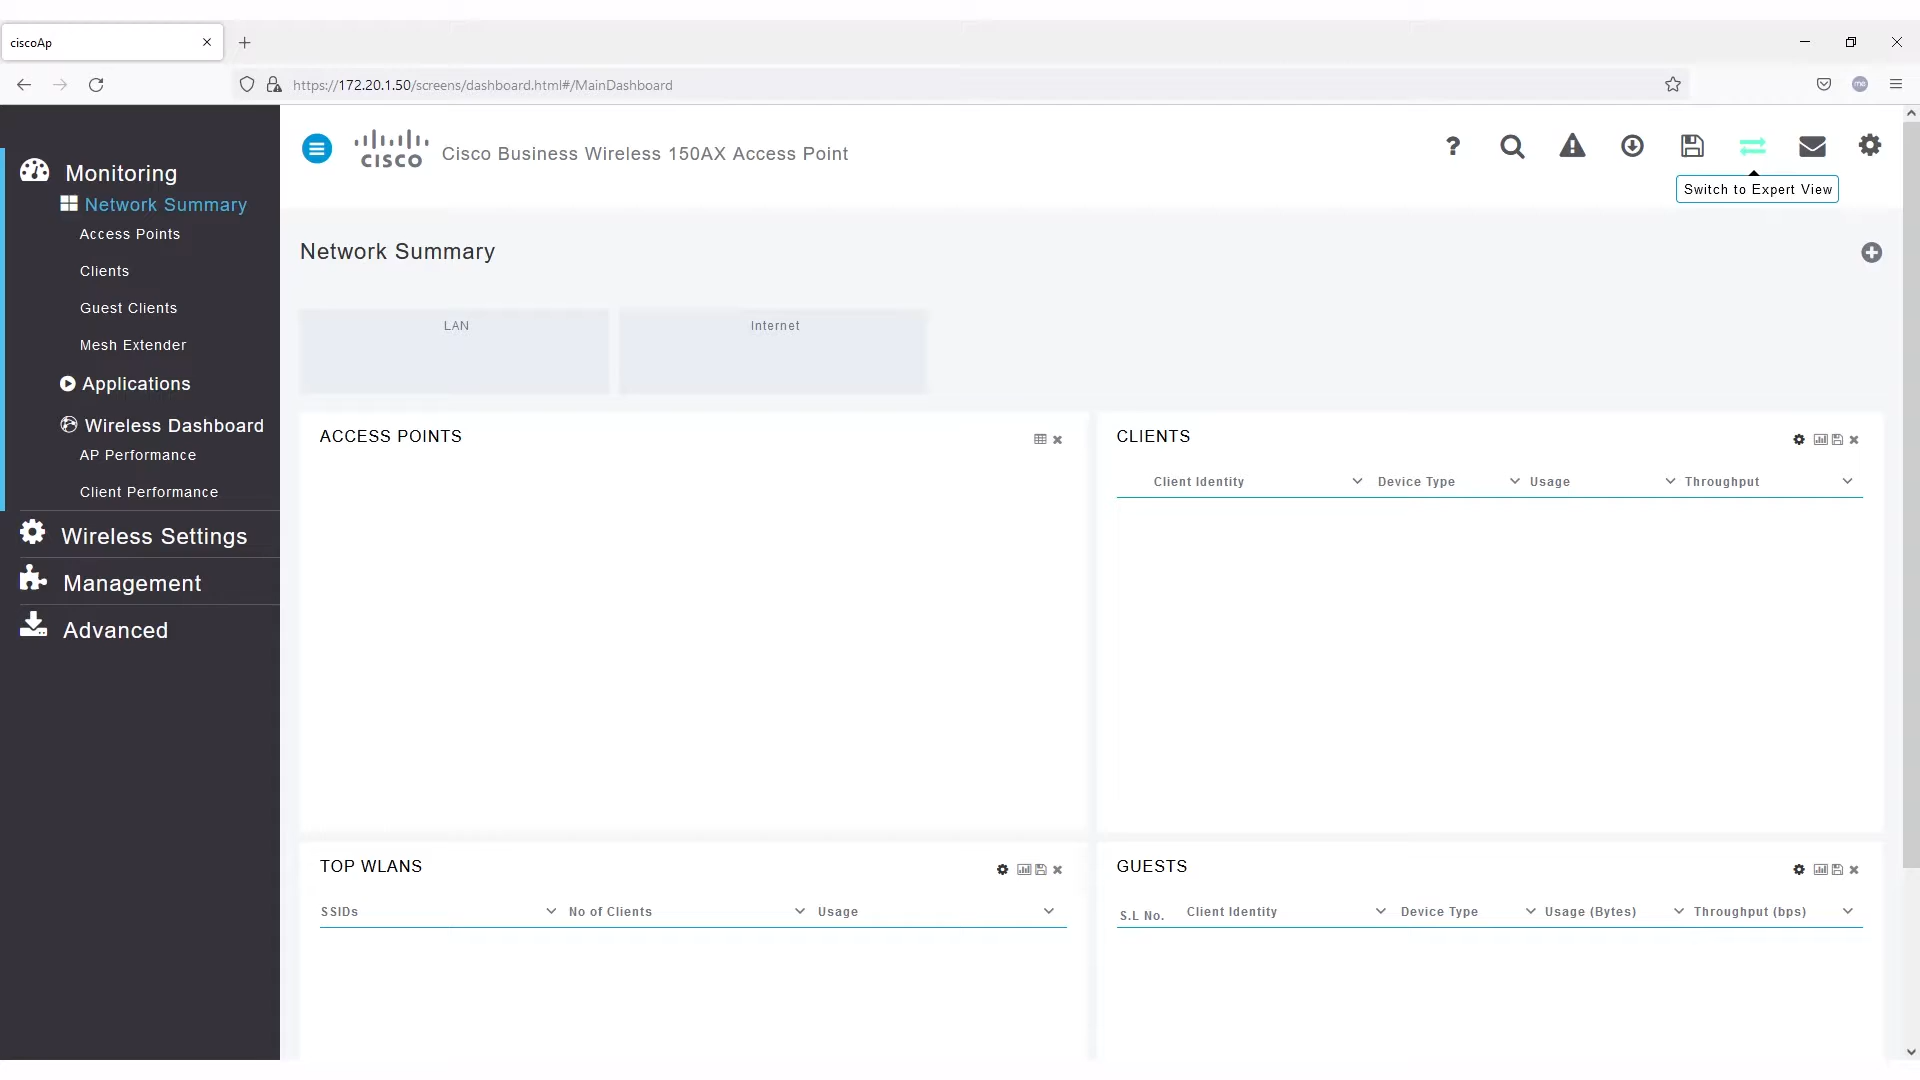 ciscoAp
https://172.20.1.50/screens/dashboard.html#/MainDashboard
Monitoring
Network Summary
Access Points
Clients
Guest Clients
Mesh Extender
Applications
Wireless Dashboard
AP Performance
Client Performance
Wireless Settings
Management
Advanced
CISCO Cisco Business Wireless 150AX Access Point
Switch to Expert View
Network Summary
LAN Internet
ACCESS POINTS
CLIENTS
Client Identity Device Type Usage Throughput
TOP WLANS
SSIDs No of Clients Usage
GUESTS
S.L No. Client Identity Device Type Usage (Bytes) Throughput (bps)